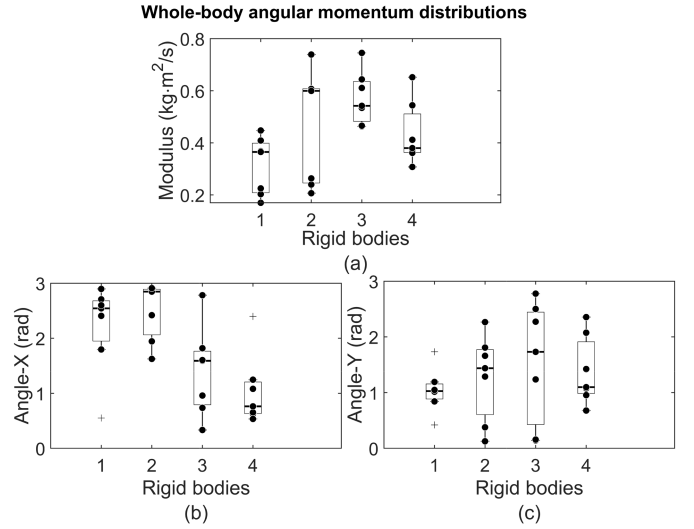 Whole-body angular momentum distributions
Modulus (kg·m²/s)
0.8
0.6
0.4
0.2
1 2 3 4
Rigid bodies
(a)
Angle-X (rad)
3
2
1
0
1 2 3 4
Rigid bodies
(b)
Angle-Y (rad)
3
2
1
0
1 2 3 4
Rigid bodies
(c)